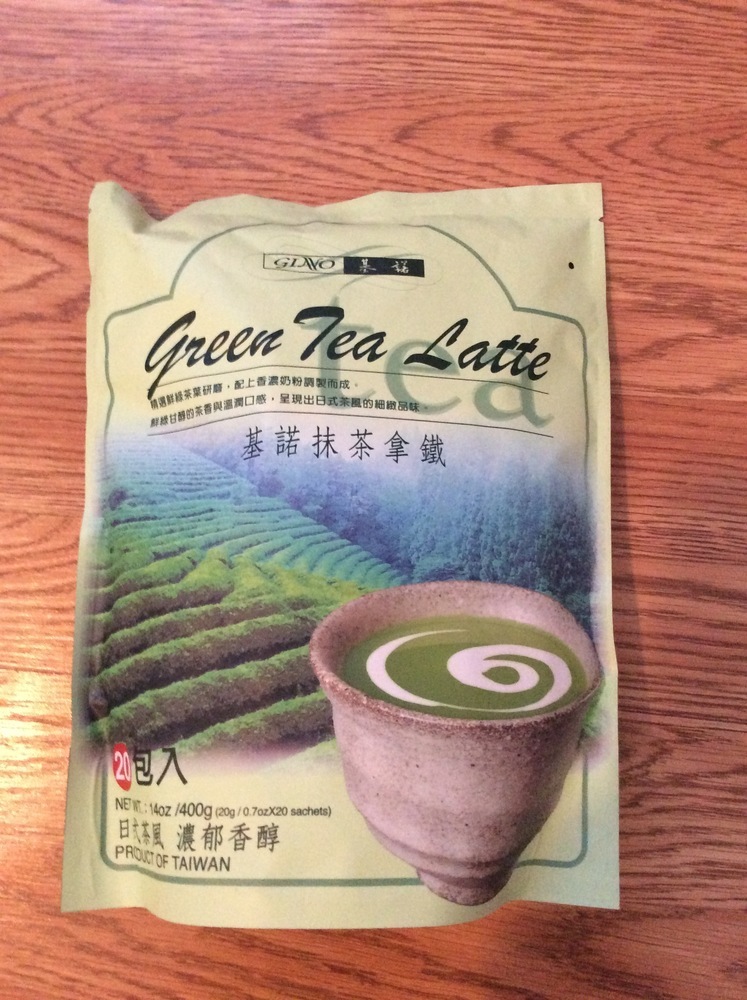 GINO 基諾
tea
Green Tea Latte
精選鮮綠茶葉研磨，配上香濃奶粉調製而成。
鮮綠甘醇的茶香與溫潤口感，呈現出日式茶風的細緻品味。
基諾抹茶拿鐵
20包入
NET WT.: 14oz /400g (20g / 0.7ozX20 sachets)
日式茶風 濃郁香醇
PRODUCT OF TAIWAN